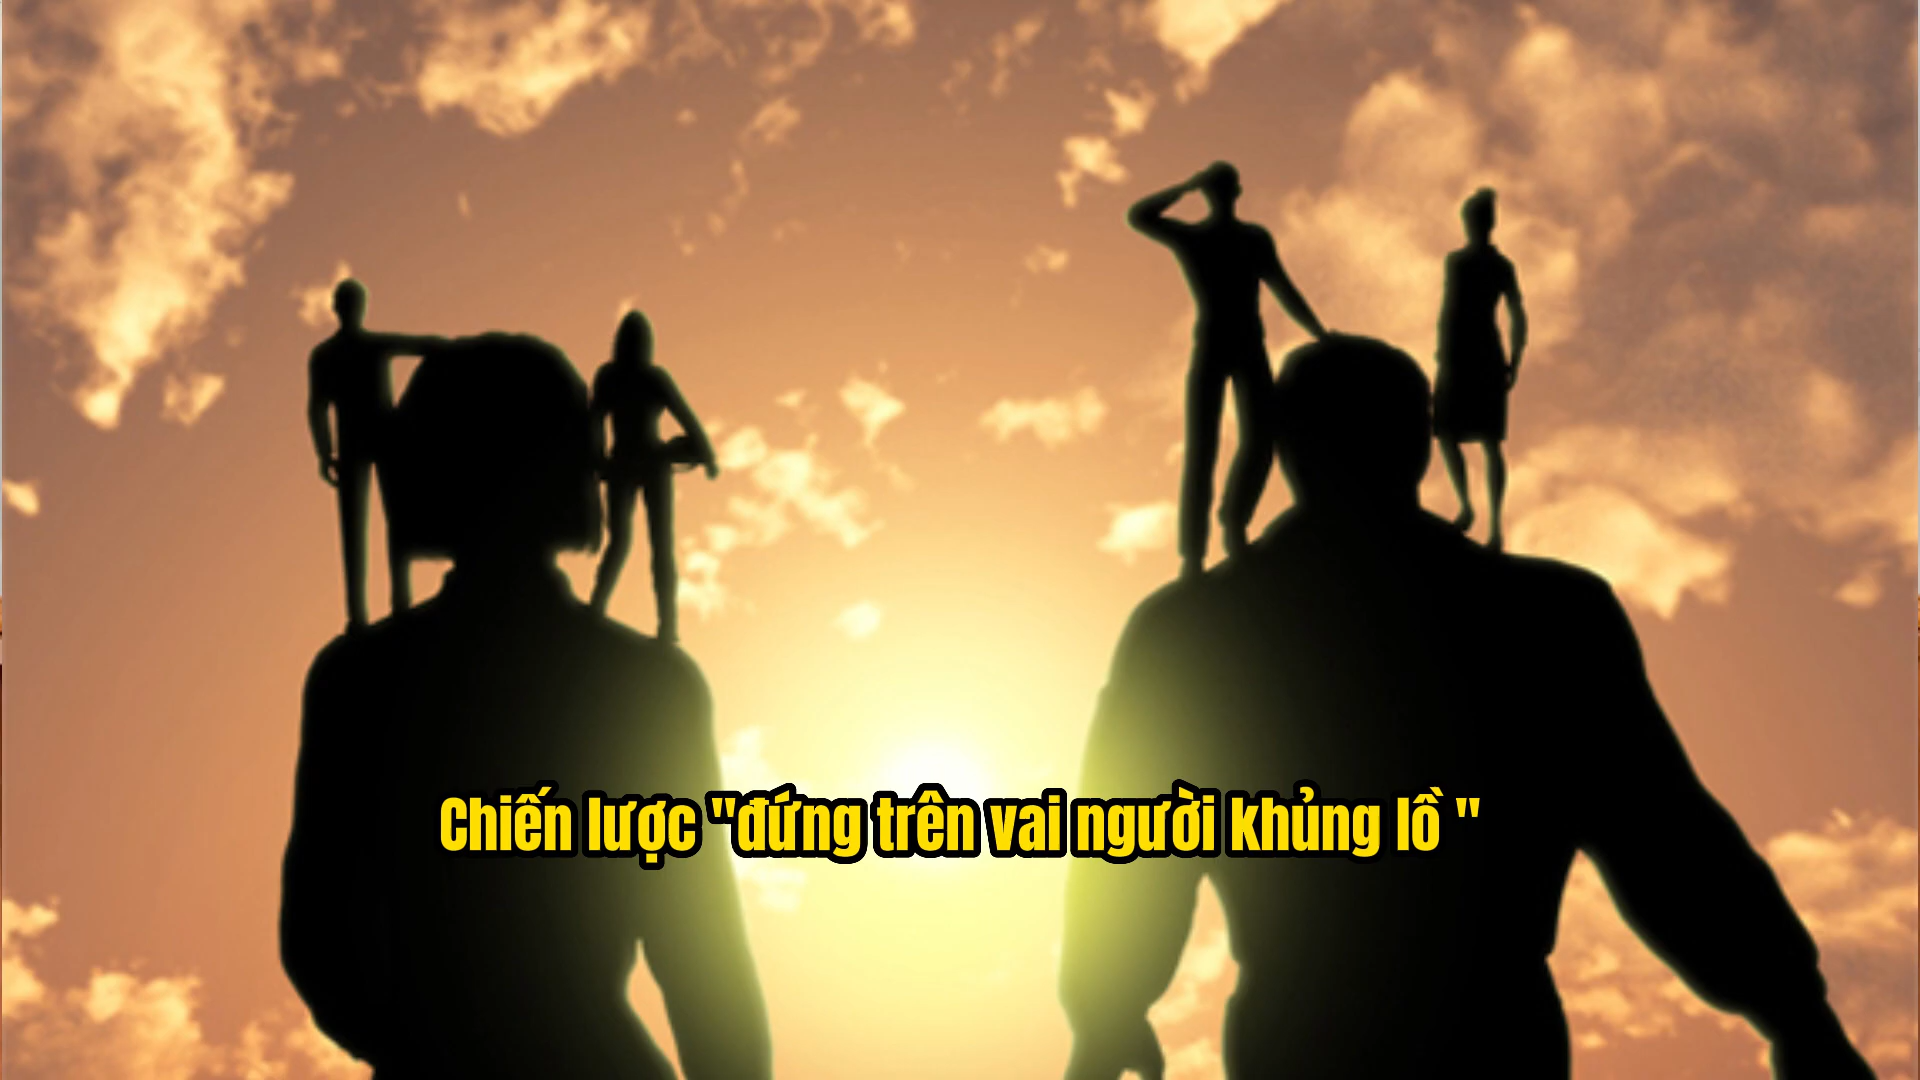 Chiến lược "đứng trên vai người khủng lồ "